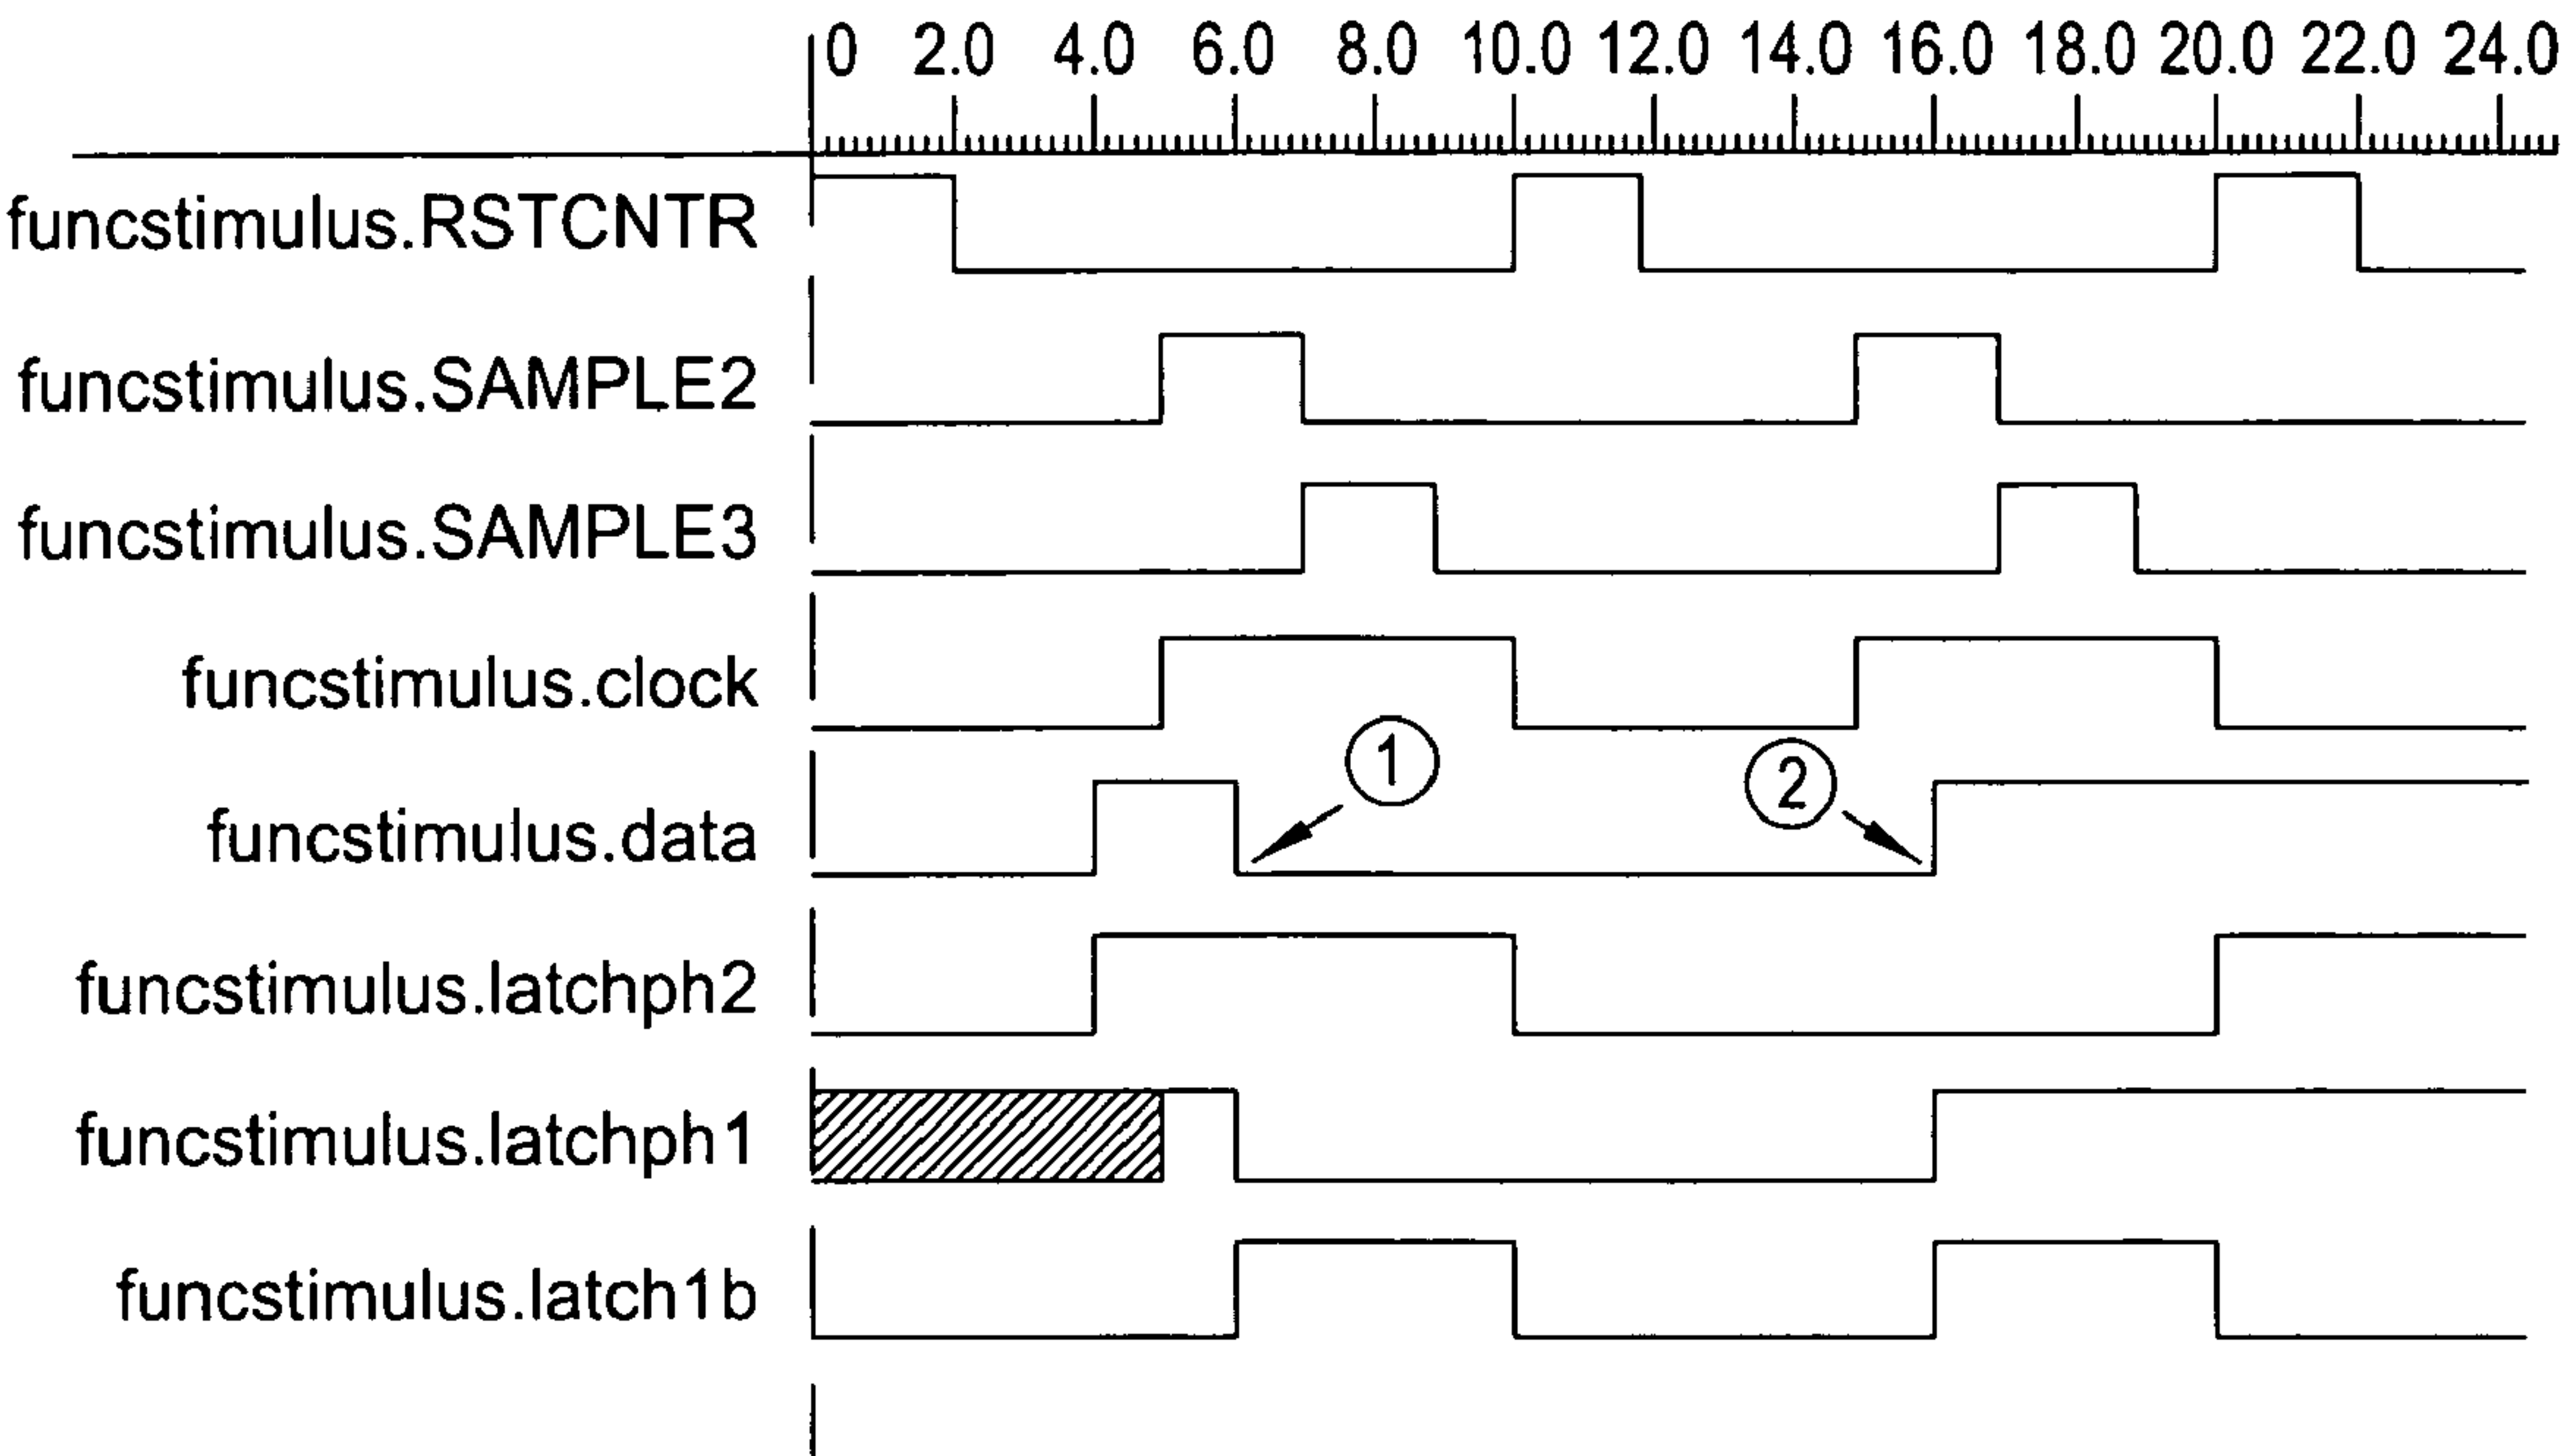 0 2.0 4.0 6.0 8.0 10.0 12.0 14.0 16.0 18.0 20.0 22.0 24.0
funcstimulus.RSTCNTR
funcstimulus.SAMPLE2
funcstimulus.SAMPLE3
funcstimulus.clock
1
2
funcstimulus.data
funcstimulus.latchph2
funcstimulus.latchph1
funcstimulus.latch1b